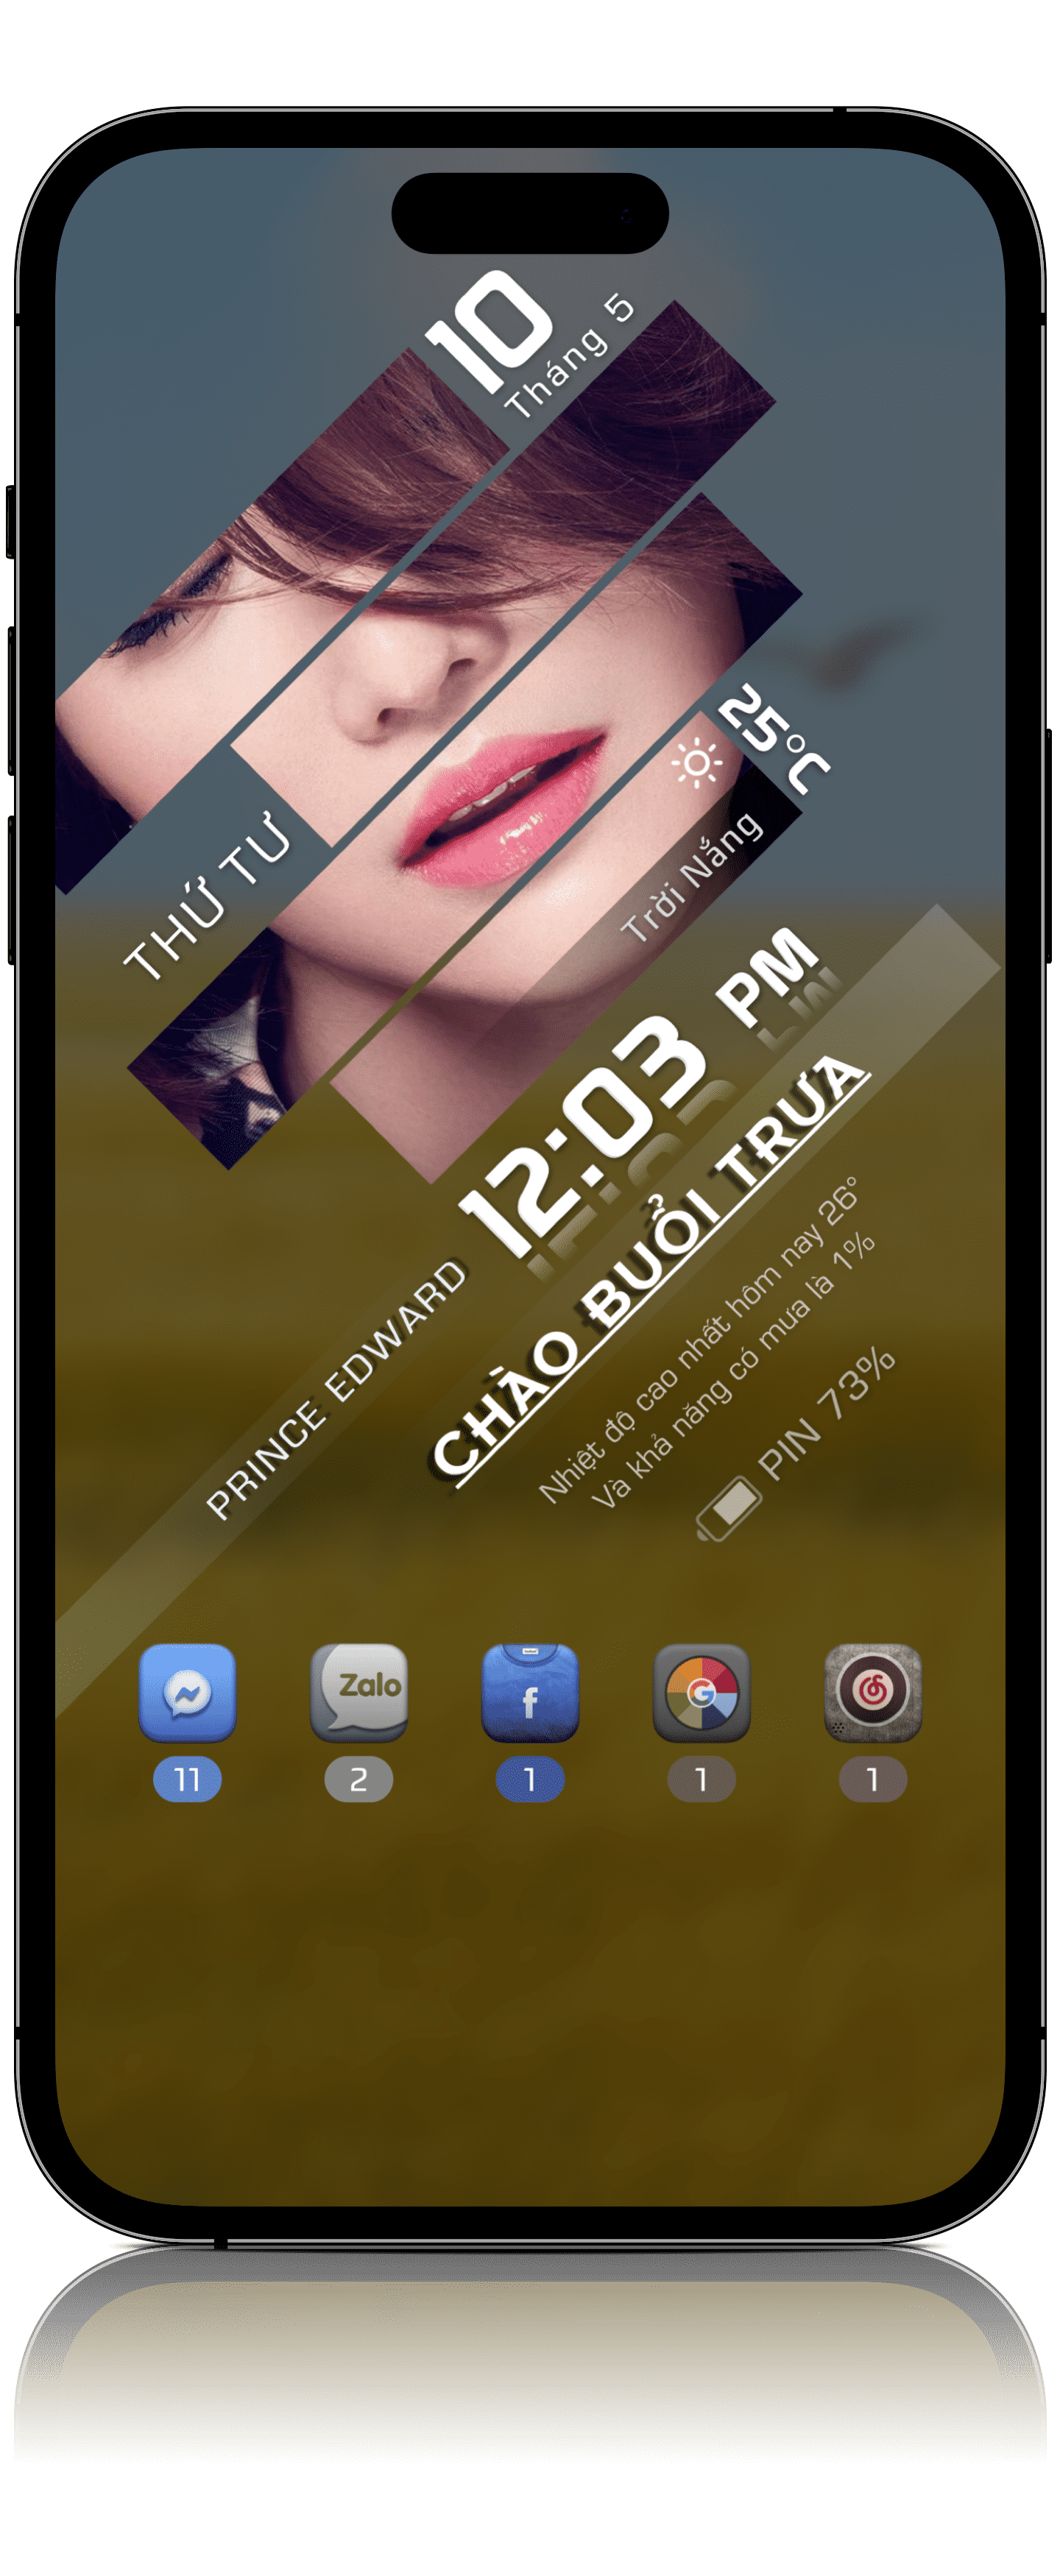 10
Tháng 5
THỨ TƯ
25°C
Trời Nắng
12:03 PM
PRINCE EDWARD
CHÀO BUỔI TRƯA
Nhiệt độ cao nhất hôm nay 26°
Và khả năng có mưa là 1%
PIN 73%
Zalo
f
G
11
2
1
1
1